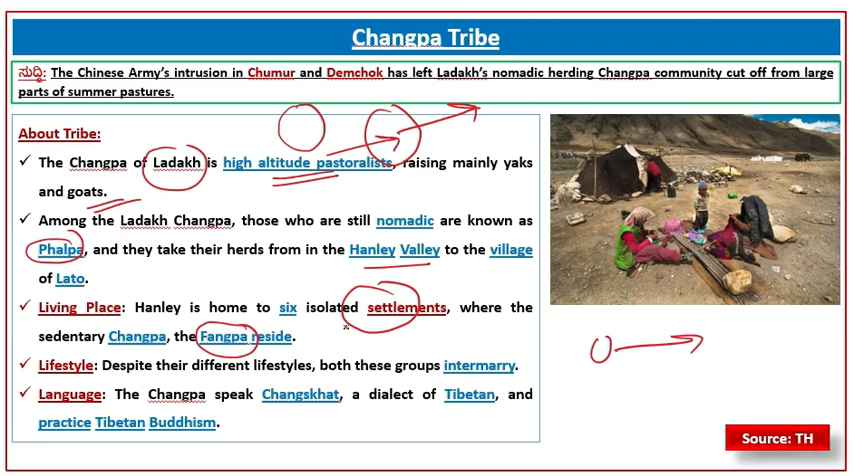 Changpa Tribe
ಸುದ್ದಿ: The Chinese Army's intrusion in Chumur and Demchok has left Ladakh's nomadic herding Changpa community cut off from large
parts of summer pastures.
About Tribe:
✓ The Changpa of Ladakh is high altitude pastoralists, raising mainly yaks
and goats.
✓ Among the Ladakh Changpa, those who are still nomadic are known as
Phalpa, and they take their herds from in the Hanley Valley to the village
of Lato.
✓ Living Place: Hanley is home to six isolated settlements, where the
sedentary Changpa, the Fangpa reside.
✓ Lifestyle: Despite their different lifestyles, both these groups intermarry.
✓ Language: The Changpa speak Changskhat, a dialect of Tibetan, and
practice Tibetan Buddhism.
Source: TH